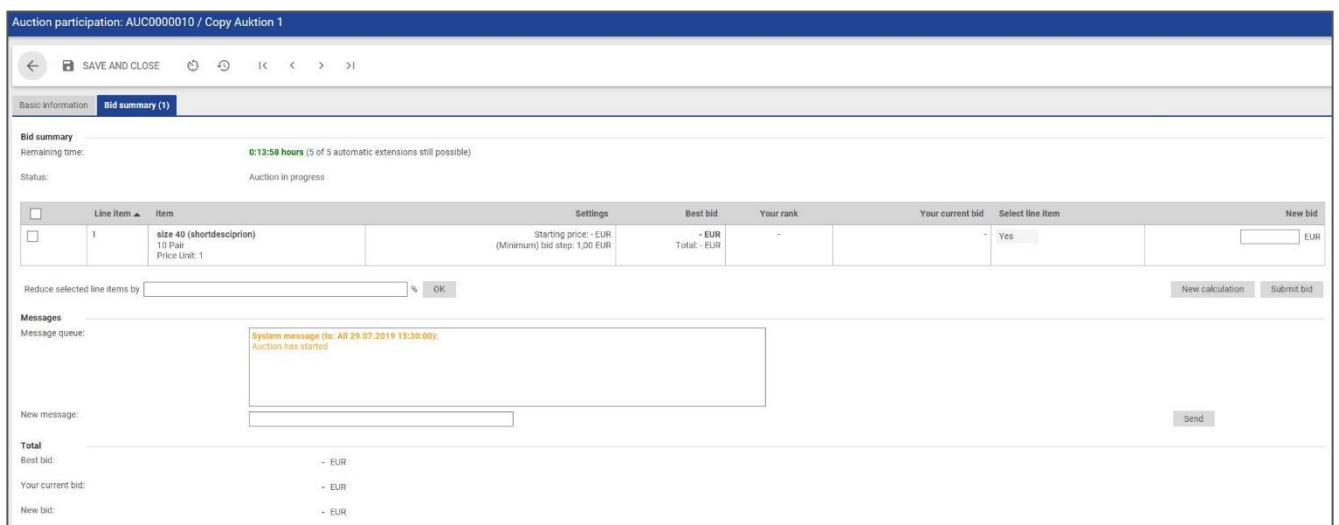 Auction participation: AUC0000010 / Copy Auktion 1
SAVE AND CLOSE
Basic information Bid summary (1)
Bid summary
Remaining time: 0:13:58 hours (5 of 5 automatic extensions still possible)
Status: Auction in progress
Line item Item Settings Best bid Your rank Your current bid Select line item New bid
1 size 40 (shortdesciprion) Starting price: - EUR - EUR - - Yes EUR
10 Pair (Minimum) bid step: 1,00 EUR Total: - EUR
Price Unit: 1
Reduce selected line items by % OK New calculation Submit bid
Messages
Message queue: System message (to: All 29.07.2019 15:30:00):
Auction has started
New message: Send
Total
Best bid: - EUR
Your current bid: - EUR
New bid: - EUR